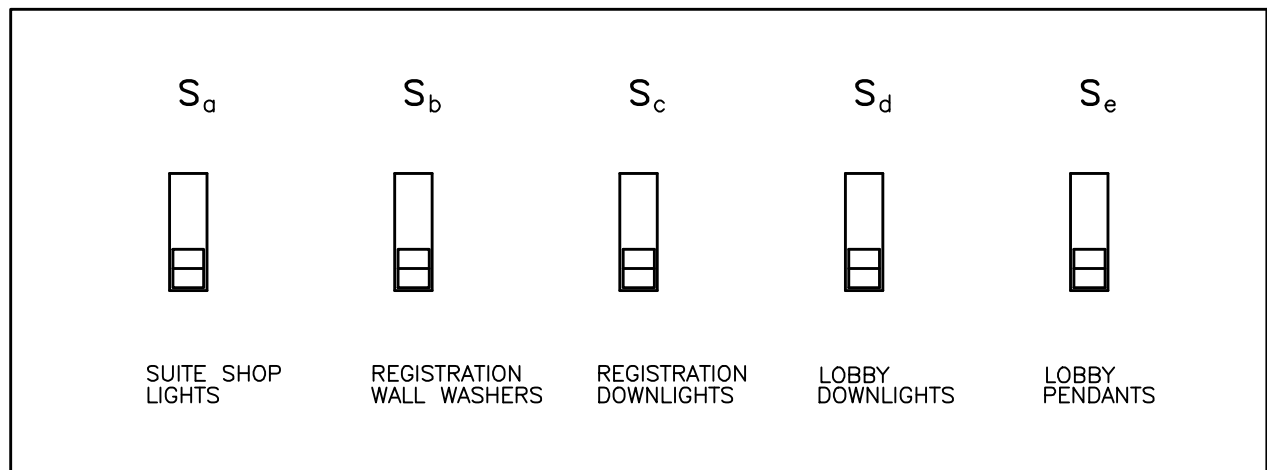 Sa Sb Sc Sd Se
SUITE SHOP
LIGHTS
REGISTRATION
WALL WASHERS
REGISTRATION
DOWNLIGHTS
LOBBY
DOWNLIGHTS
LOBBY
PENDANTS